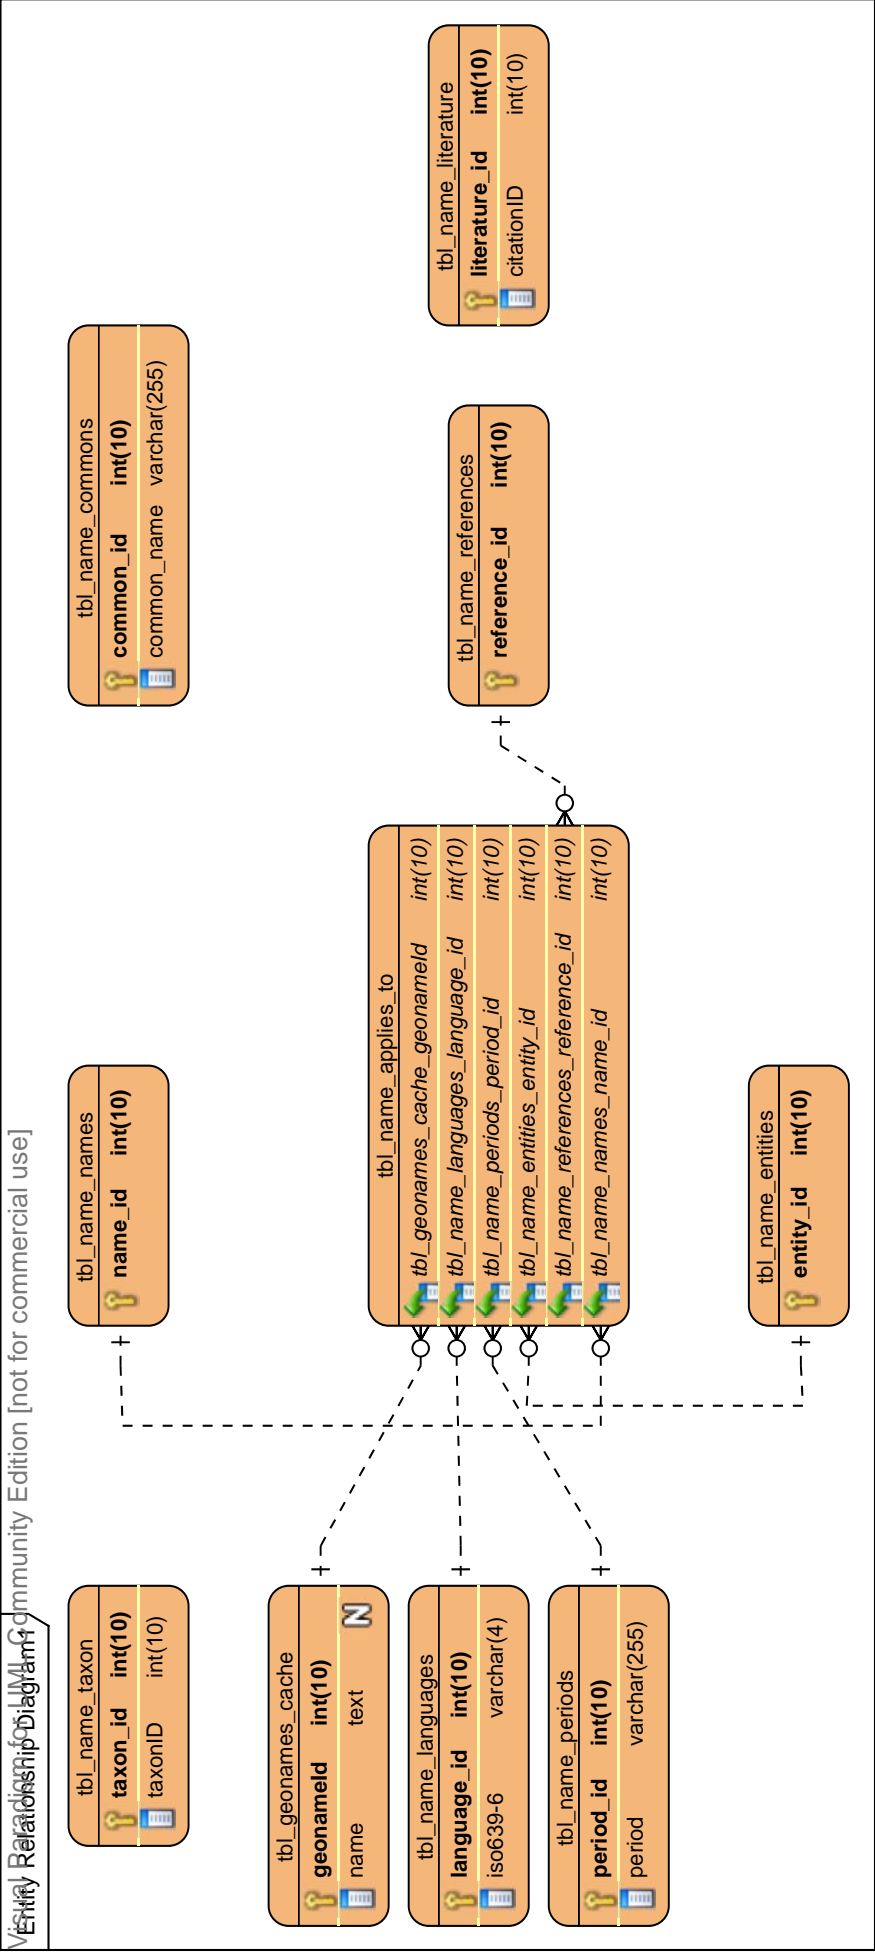 Visual Paradigm for UML Community Edition [not for commercial use]
Entity Relationship Diagram1
tbl_name_taxon
taxon_id int(10)
taxonID int(10)
tbl_name_names
name_id int(10)
tbl_name_commons
common_id int(10)
common_name varchar(255)
tbl_geonames_cache
geonameId int(10)
name text N
tbl_name_languages
language_id int(10)
iso639-6 varchar(4)
tbl_name_periods
period_id int(10)
period varchar(255)
tbl_name_applies_to
tbl_geonames_cache_geonameId int(10)
tbl_name_languages_language_id int(10)
tbl_name_periods_period_id int(10)
tbl_name_entities_entity_id int(10)
tbl_name_references_reference_id int(10)
tbl_name_names_name_id int(10)
tbl_name_references
reference_id int(10)
tbl_name_literature
literature_id int(10)
citationID int(10)
tbl_name_entities
entity_id int(10)